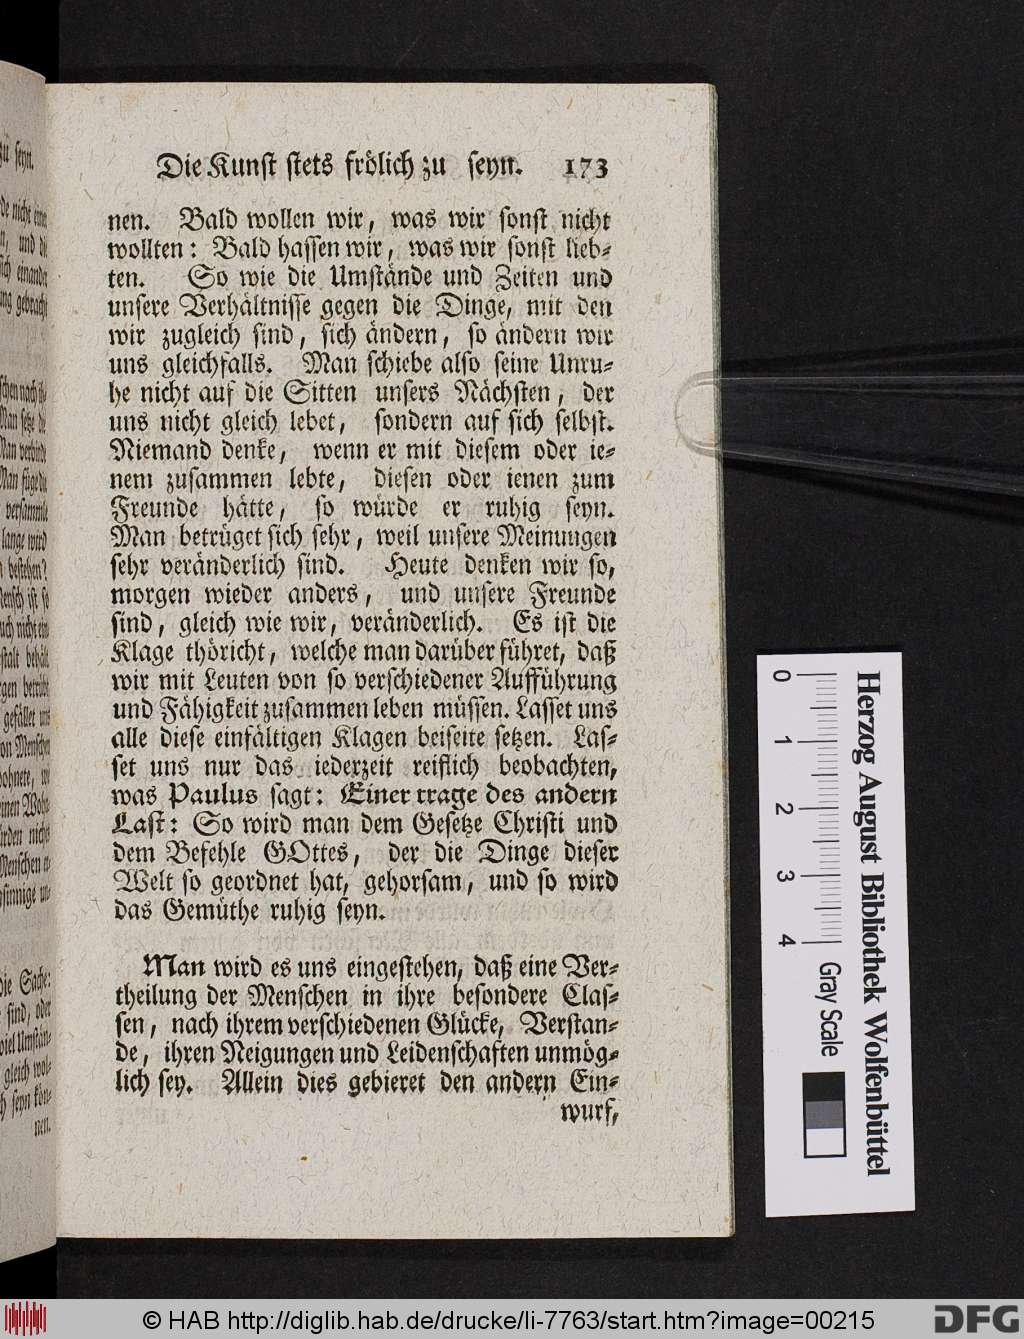 Die Kunst stets frölich zu seyn. 173
nen. Bald wollen wir, was wir sonst nicht
wollten: Bald hassen wir, was wir sonst lieb-
ten. So wie die Umstände und Zeiten und
unsere Verhältnisse gegen die Dinge, mit den
wir zugleich sind, sich ändern, so ändern wir
uns gleichfalls. Man schiebe also seine Unru-
he nicht auf die Sitten unsers Nächsten, der
uns nicht gleich lebet, sondern auf sich selbst.
Niemand denke, wenn er mit diesem oder ie-
nem zusammen lebte, diesen oder ienen zum
Freunde hätte, so würde er ruhig seyn.
Man betrüget sich sehr, weil unsere Meinungen
sehr veränderlich sind. Heute denken wir so,
morgen wieder anders, und unsere Freunde
sind, gleich wie wir, veränderlich. Es ist die
Klage thöricht, welche man darüber führet, daß
wir mit Leuten von so verschiedener Aufführung
und Fähigkeit zusammen leben müssen. Lasset uns
alle diese einfältigen Klagen beiseite setzen. Las-
set uns nur das iederzeit reiflich beobachten,
was Paulus sagt: Einer trage des andern
Last: So wird man dem Gesetze Christi und
dem Befehle GOttes, der die Dinge dieser
Welt so geordnet hat, gehorsam, und so wird
das Gemüthe ruhig seyn.
Man wird es uns eingestehen, daß eine Ver-
theilung der Menschen in ihre besondere Clas-
sen, nach ihrem verschiedenen Glücke, Verstan-
de, ihren Neigungen und Leidenschaften unmög-
lich sey. Allein dies gebieret den andern Ein-
wurf,
0 1 2 3 4
Herzog August Bibliothek Wolfenbüttel
Gray Scale
© HAB http://diglib.hab.de/drucke/li-7763/start.htm?image=00215
DFG